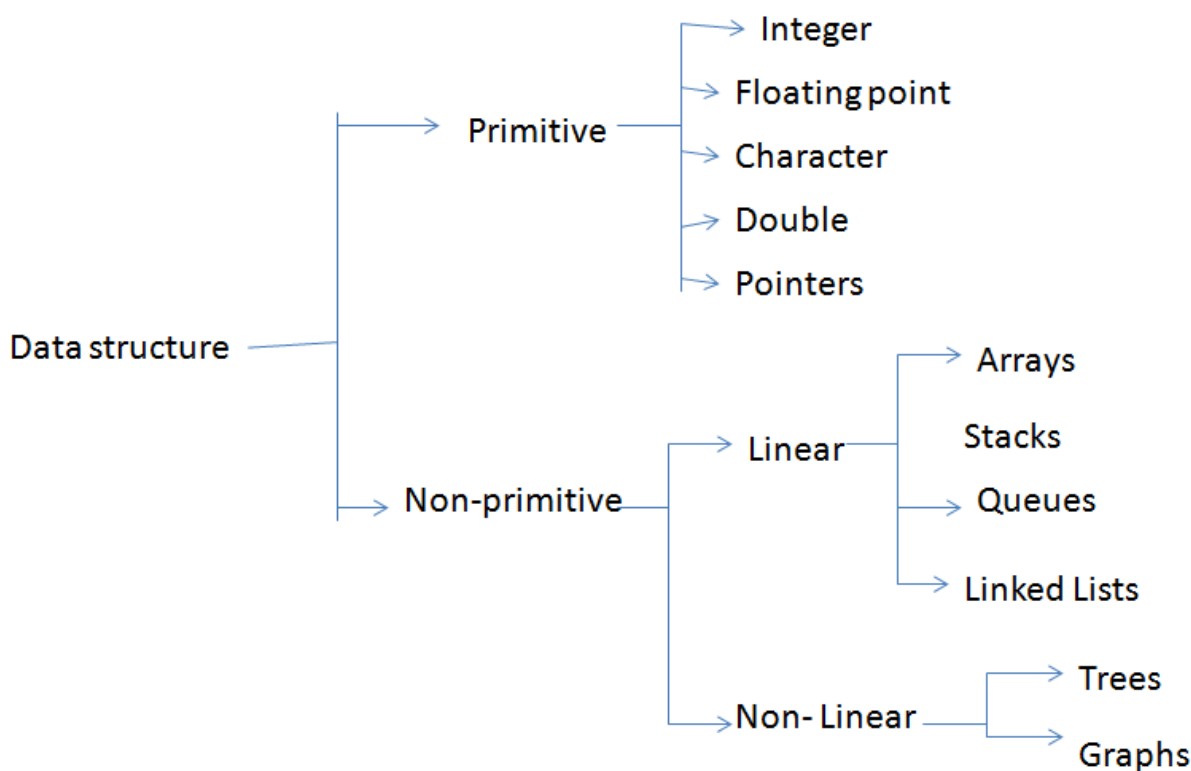 Integer
Floating point
Character
Primitive
Double
Pointers
Data structure
Arrays
Stacks
Linear
Queues
Non-primitive
Linked Lists
Trees
Non- Linear
Graphs